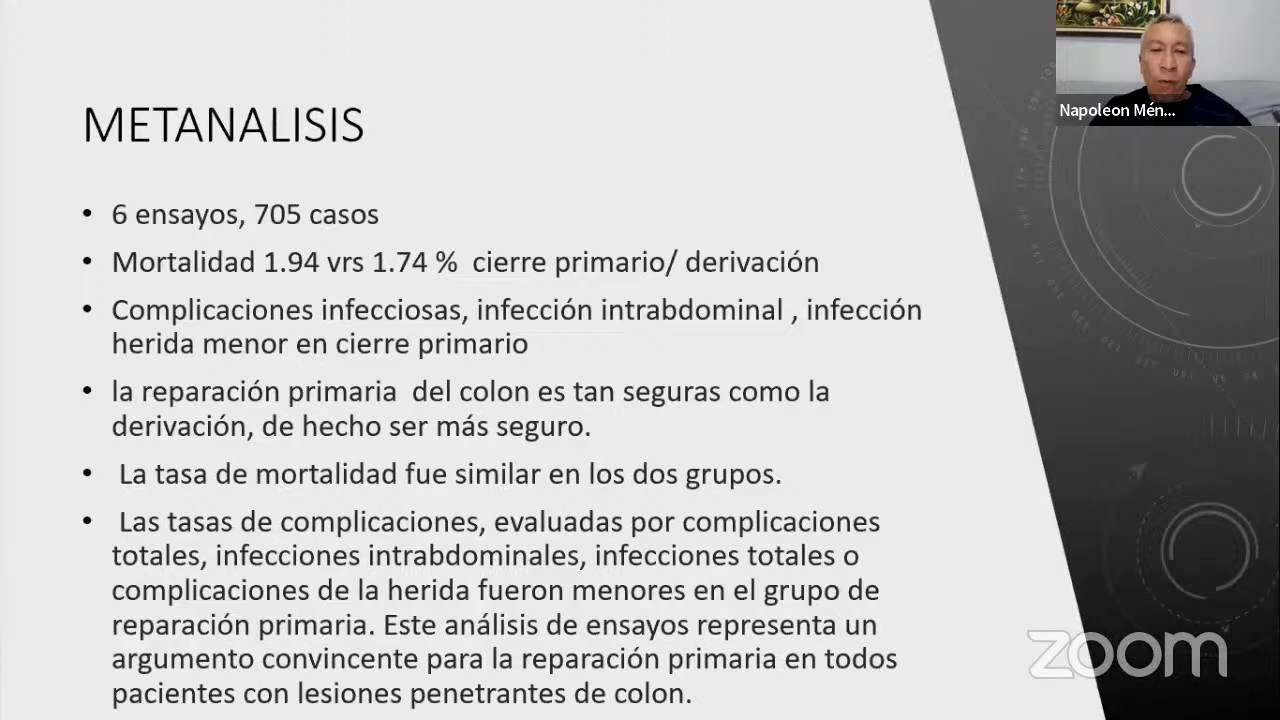 METANALISIS
• 6 ensayos, 705 casos
• Mortalidad 1.94 vrs 1.74 % cierre primario/ derivación
• Complicaciones infecciosas, infección intrabdominal , infección
herida menor en cierre primario
• la reparación primaria del colon es tan seguras como la
derivación, de hecho ser más seguro.
• La tasa de mortalidad fue similar en los dos grupos.
• Las tasas de complicaciones, evaluadas por complicaciones
totales, infecciones intrabdominales, infecciones totales o
complicaciones de la herida fueron menores en el grupo de
reparación primaria. Este análisis de ensayos representa un
argumento convincente para la reparación primaria en todos
pacientes con lesiones penetrantes de colon.
Napoleon Mén...
zoom